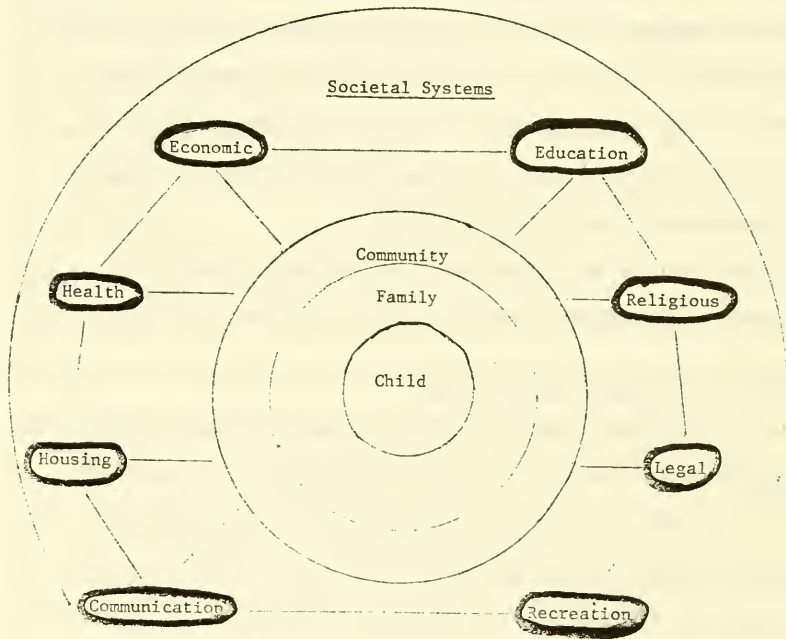 Societal Systems
Economic
Education
Community
Health
Family
Religious
Child
Housing
Legal
Communication
Recreation